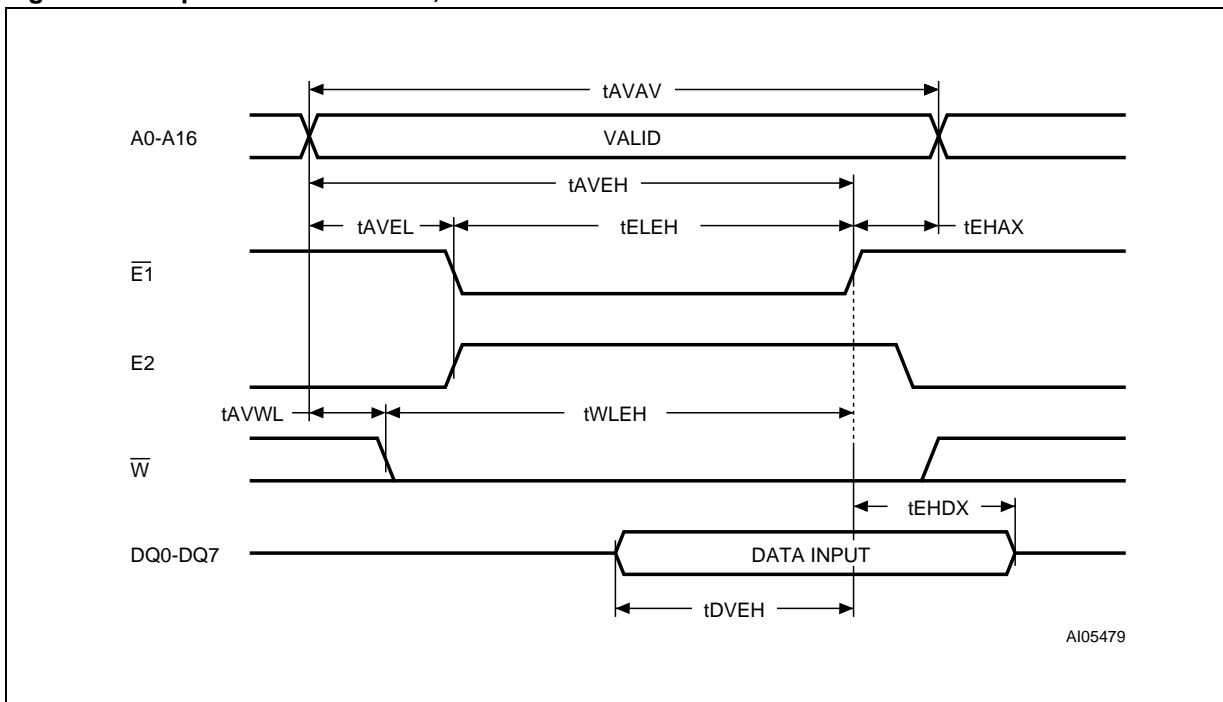 tAVAV
A0-A16 VALID
tAVEH
tAVEL tELEH tEHAX
E1
E2
tAVWL tWLEH
W
tEHDX
DQ0-DQ7 DATA INPUT
tDVEH
AI05479